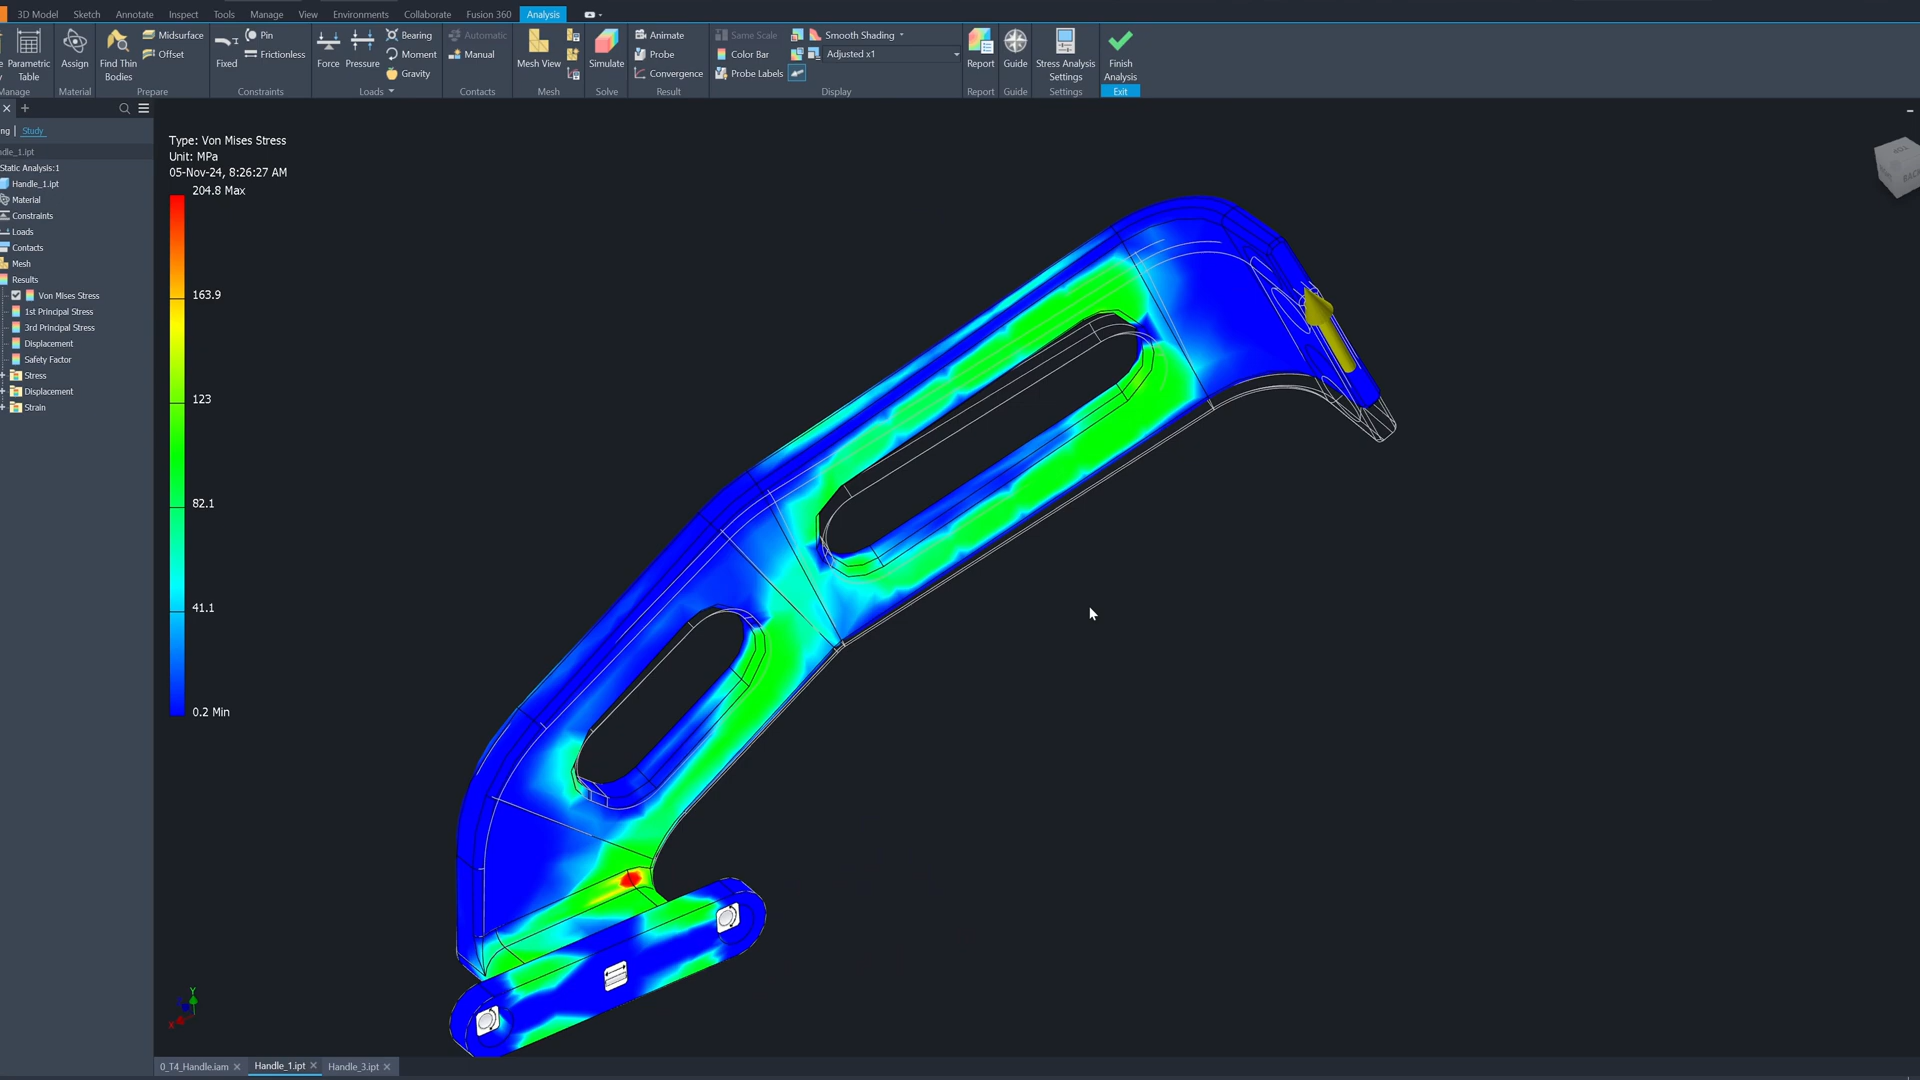 3D Model Sketch Annotate Inspect Tools Manage View Environments Collaborate Fusion 360 Analysis
Midsurface Pin Bearing Automatic Animate Same Scale Smooth Shading
Offset Frictionless Moment Manual Probe Color Bar Adjusted x1
Parametric Table Assign Find Thin Bodies Fixed Force Pressure Gravity Mesh View Simulate Convergence Probe Labels Report Guide Stress Analysis Settings Finish Analysis
Material Prepare Constraints Loads Contacts Mesh Solve Result Display Report Guide Settings Exit
Study
Static Analysis:1
Handle_1.ipt
Material
Constraints
Loads
Contacts
Mesh
Results
Von Mises Stress
1st Principal Stress
3rd Principal Stress
Displacement
Safety Factor
Stress
Displacement
Strain
Type: Von Mises Stress
Unit: MPa
05-Nov-24, 8:26:27 AM
204.8 Max
163.9
123
82.1
41.1
0.2 Min
Y
X
0_T4_Handle.iam Handle_1.ipt Handle_3.ipt